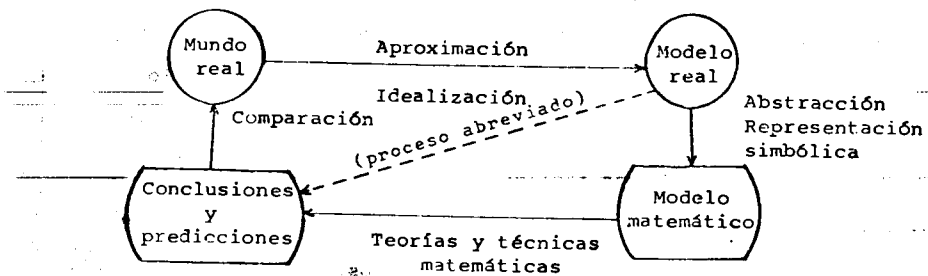 Mundo
real
Aproximación
Modelo
real
Idealización
(proceso abreviado)
Comparación
Abstracción
Representación
simbólica
Conclusiones
y
predicciones
Modelo
matemático
Teorías y técnicas
matemáticas